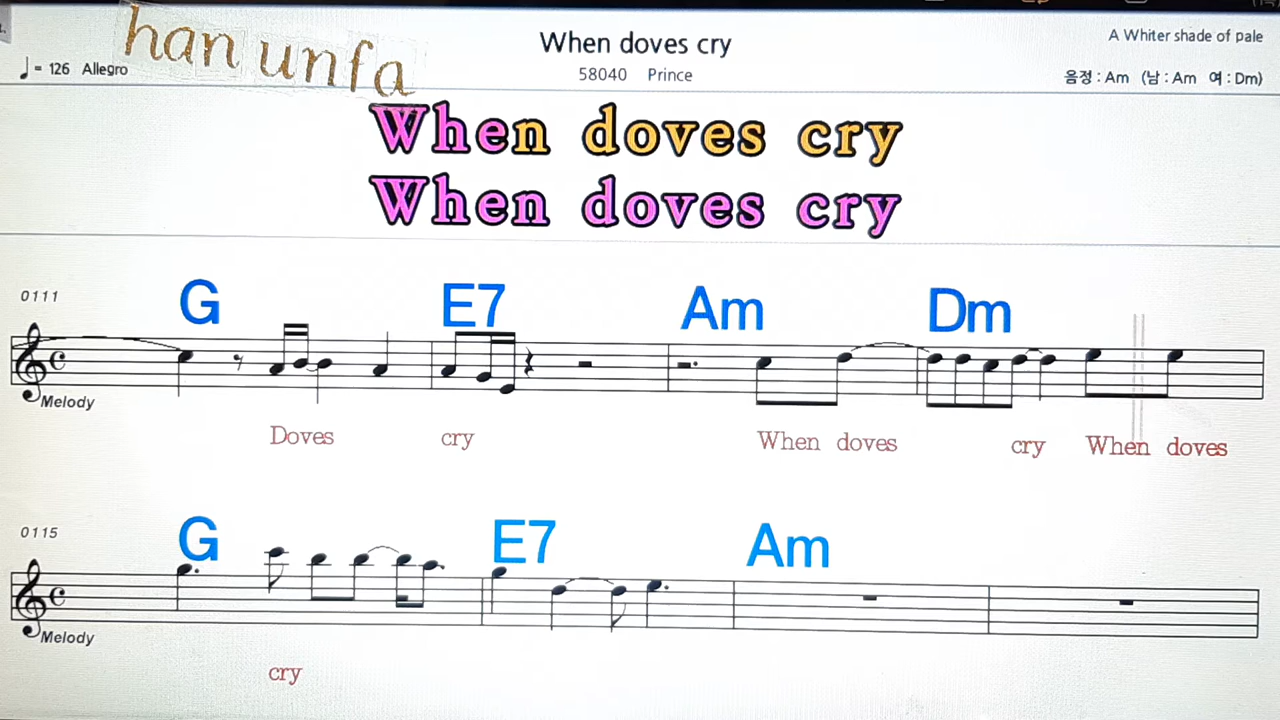 han unfa
When doves cry
A Whiter shade of pale
♩ = 126 Allegro
58040 Prince
음정 : Am (남 : Am 여 : Dm)
When doves cry
When doves cry
0111
G E7 Am Dm
Melody
Doves cry When doves cry When doves
0115
G E7 Am
Melody
cry